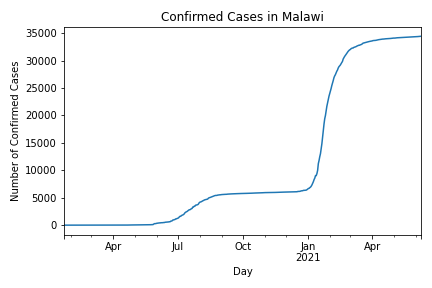 Confirmed Cases in Malawi
Number of Confirmed Cases
35000
30000
25000
20000
15000
10000
5000
0
Apr Jul Oct Jan Apr
2021
Day